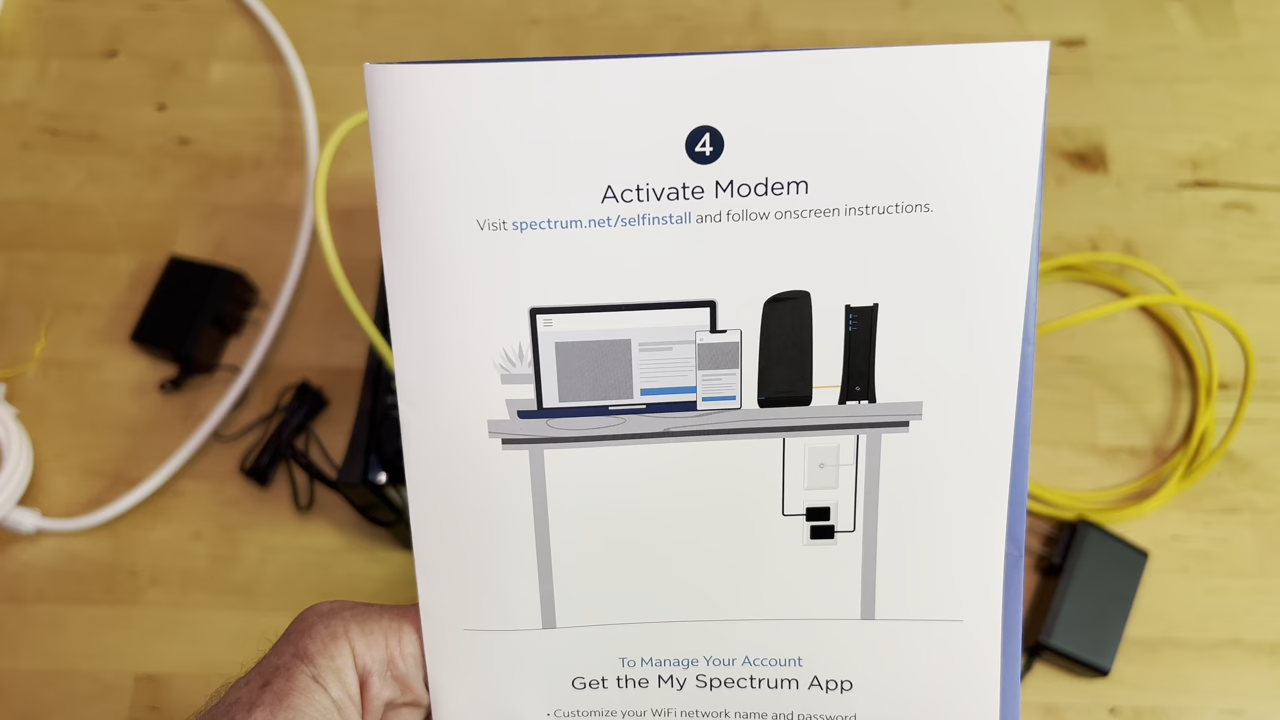 4
Activate Modem
Visit spectrum.net/selfinstall and follow onscreen instructions.
To Manage Your Account
Get the My Spectrum App
• Customize your WiFi network name and password